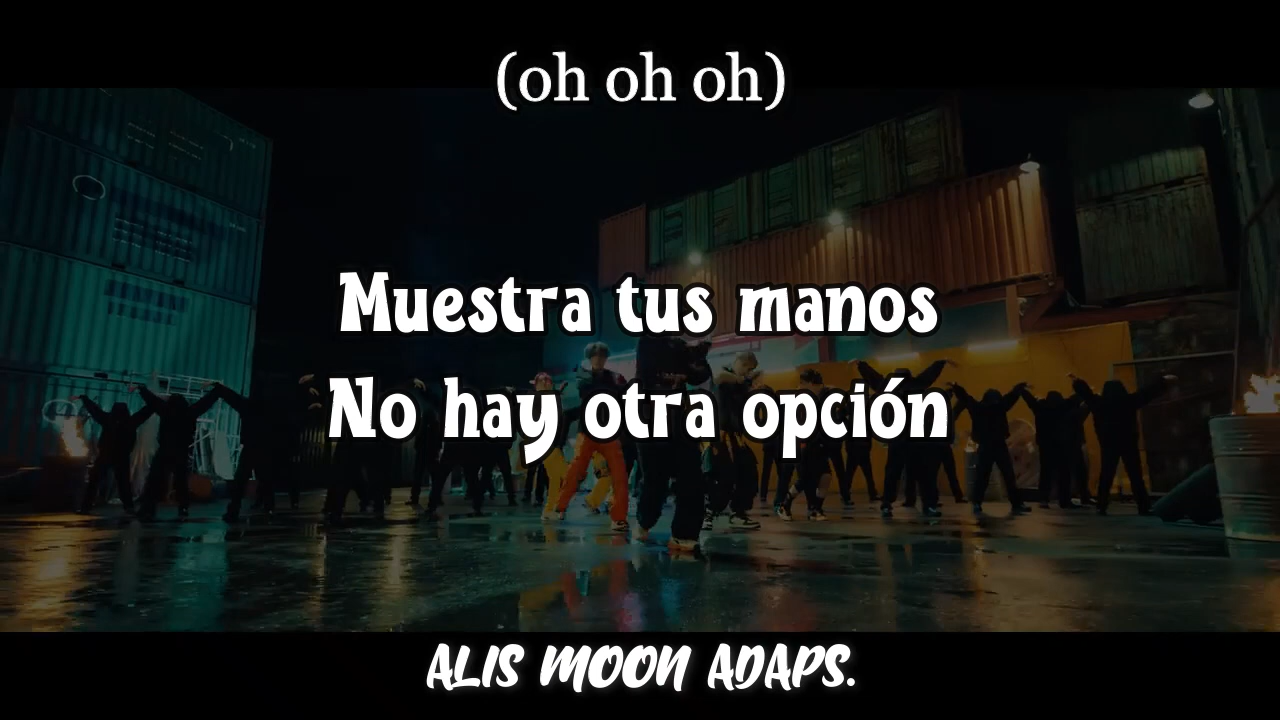 (oh oh oh)
Muestra tus manos
No hay otra opción
ALIS MOON ADAPS.